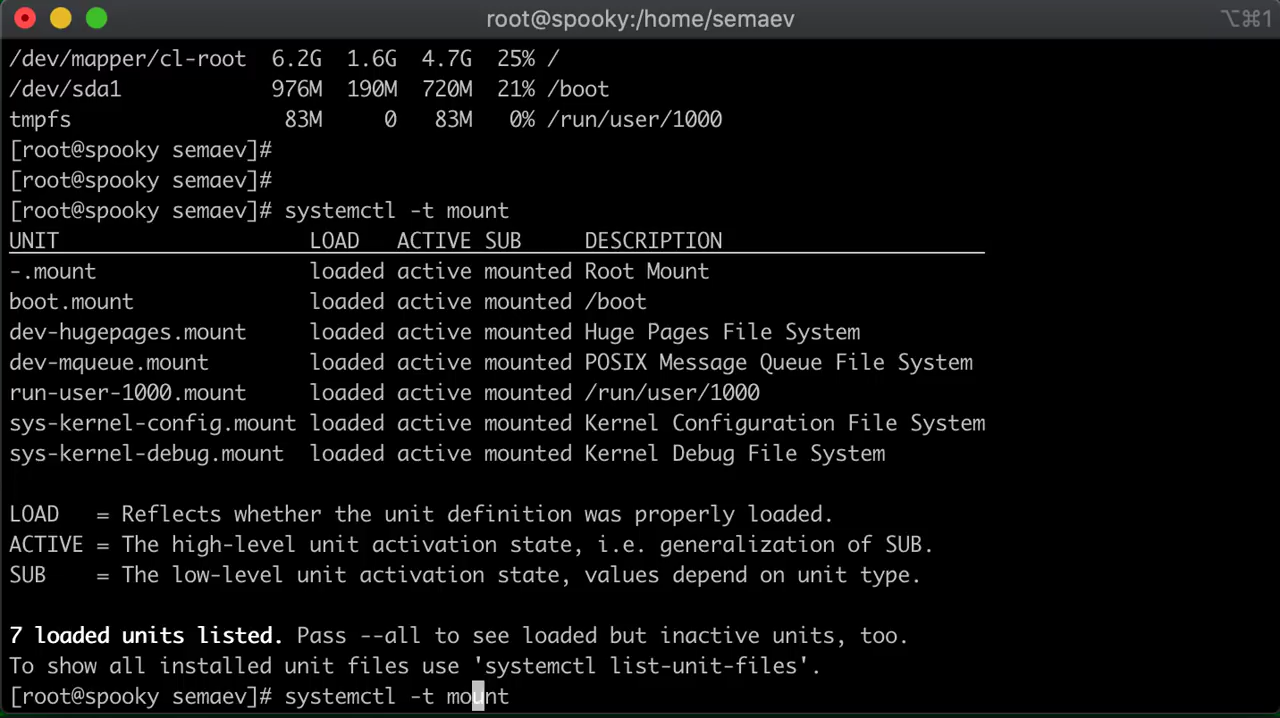 root@spooky:/home/semaev
⌥⌘1
/dev/mapper/cl-root  6.2G  1.6G  4.7G  25% /
/dev/sda1            976M  190M  720M  21% /boot
tmpfs                 83M     0   83M   0% /run/user/1000
[root@spooky semaev]#
[root@spooky semaev]#
[root@spooky semaev]# systemctl -t mount
UNIT                    LOAD   ACTIVE SUB     DESCRIPTION
-.mount                 loaded active mounted Root Mount
boot.mount              loaded active mounted /boot
dev-hugepages.mount     loaded active mounted Huge Pages File System
dev-mqueue.mount        loaded active mounted POSIX Message Queue File System
run-user-1000.mount     loaded active mounted /run/user/1000
sys-kernel-config.mount loaded active mounted Kernel Configuration File System
sys-kernel-debug.mount  loaded active mounted Kernel Debug File System
LOAD   = Reflects whether the unit definition was properly loaded.
ACTIVE = The high-level unit activation state, i.e. generalization of SUB.
SUB    = The low-level unit activation state, values depend on unit type.
7 loaded units listed. Pass --all to see loaded but inactive units, too.
To show all installed unit files use 'systemctl list-unit-files'.
[root@spooky semaev]# systemctl -t mount